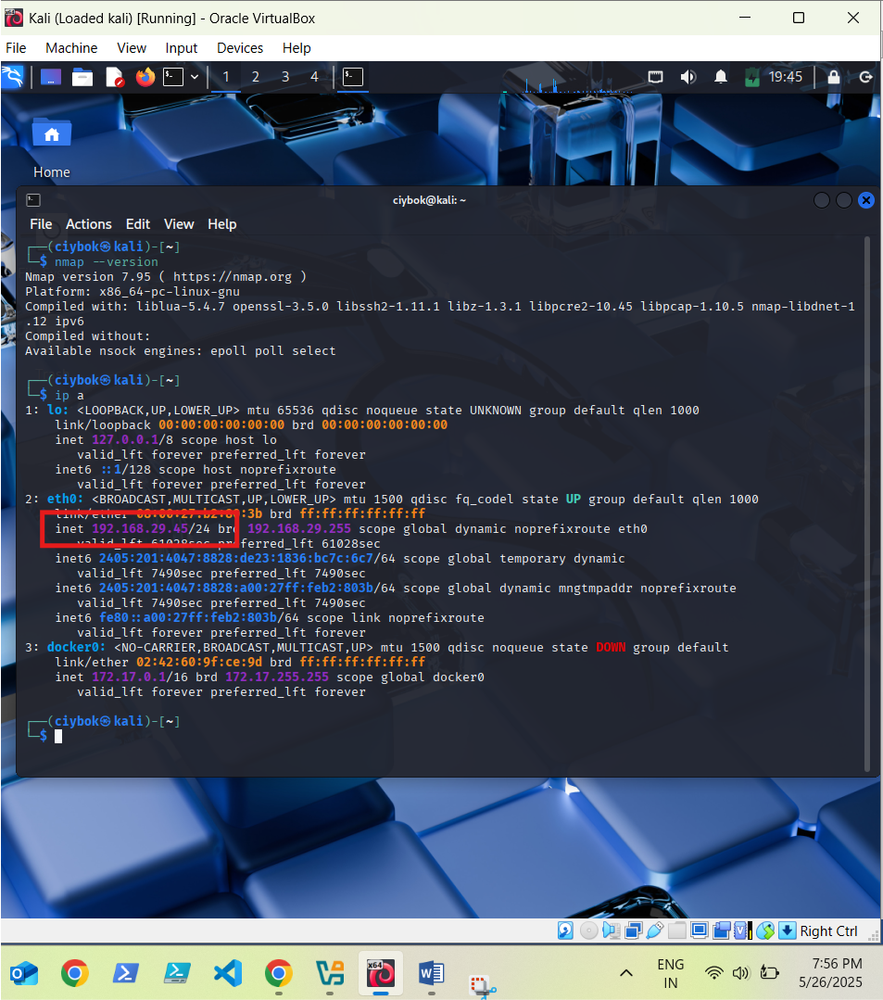 Kali (Loaded kali) [Running] - Oracle VirtualBox
File Machine View Input Devices Help
1 2 3 4 19:45
Home
ciybok@kali: ~
File Actions Edit View Help
┌──(ciybok㉿kali)-[~]
└─$ nmap --version
Nmap version 7.95 ( https://nmap.org )
Platform: x86_64-pc-linux-gnu
Compiled with: liblua-5.4.7 openssl-3.5.0 libssh2-1.11.1 libz-1.3.1 libpcre2-10.45 libpcap-1.10.5 nmap-libdnet-1
.12 ipv6
Compiled without:
Available nsock engines: epoll poll select
┌──(ciybok㉿kali)-[~]
└─$ ip a
1: lo: <LOOPBACK,UP,LOWER_UP> mtu 65536 qdisc noqueue state UNKNOWN group default qlen 1000
link/loopback 00:00:00:00:00:00 brd 00:00:00:00:00:00
inet 127.0.0.1/8 scope host lo
valid_lft forever preferred_lft forever
inet6 ::1/128 scope host noprefixroute
valid_lft forever preferred_lft forever
2: eth0: <BROADCAST,MULTICAST,UP,LOWER_UP> mtu 1500 qdisc fq_codel state UP group default qlen 1000
link/ether 08:00:27:b2:80:3b brd ff:ff:ff:ff:ff:ff
inet 192.168.29.45/24 brd 192.168.29.255 scope global dynamic noprefixroute eth0
valid_lft 61028sec preferred_lft 61028sec
inet6 2405:201:4047:8828:de23:1836:bc7c:6c7/64 scope global temporary dynamic
valid_lft 7490sec preferred_lft 7490sec
inet6 2405:201:4047:8828:a00:27ff:feb2:803b/64 scope global dynamic mngtmpaddr noprefixroute
valid_lft 7490sec preferred_lft 7490sec
inet6 fe80::a00:27ff:feb2:803b/64 scope link noprefixroute
valid_lft forever preferred_lft forever
3: docker0: <NO-CARRIER,BROADCAST,MULTICAST,UP> mtu 1500 qdisc noqueue state DOWN group default
link/ether 02:42:60:9f:ce:9d brd ff:ff:ff:ff:ff:ff
inet 172.17.0.1/16 brd 172.17.255.255 scope global docker0
valid_lft forever preferred_lft forever
┌──(ciybok㉿kali)-[~]
└─$
Right Ctrl
x64
ENG
IN
7:56 PM
5/26/2025